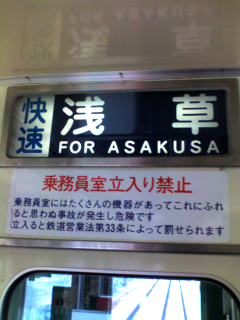 快速 浅草
FOR ASAKUSA
乗務員室立入り禁止
乗務員室にはたくさんの機器があってこれにふれ
ると思わぬ事故が発生し危険です
立入ると鉄道営業法第33条によって罰せられます